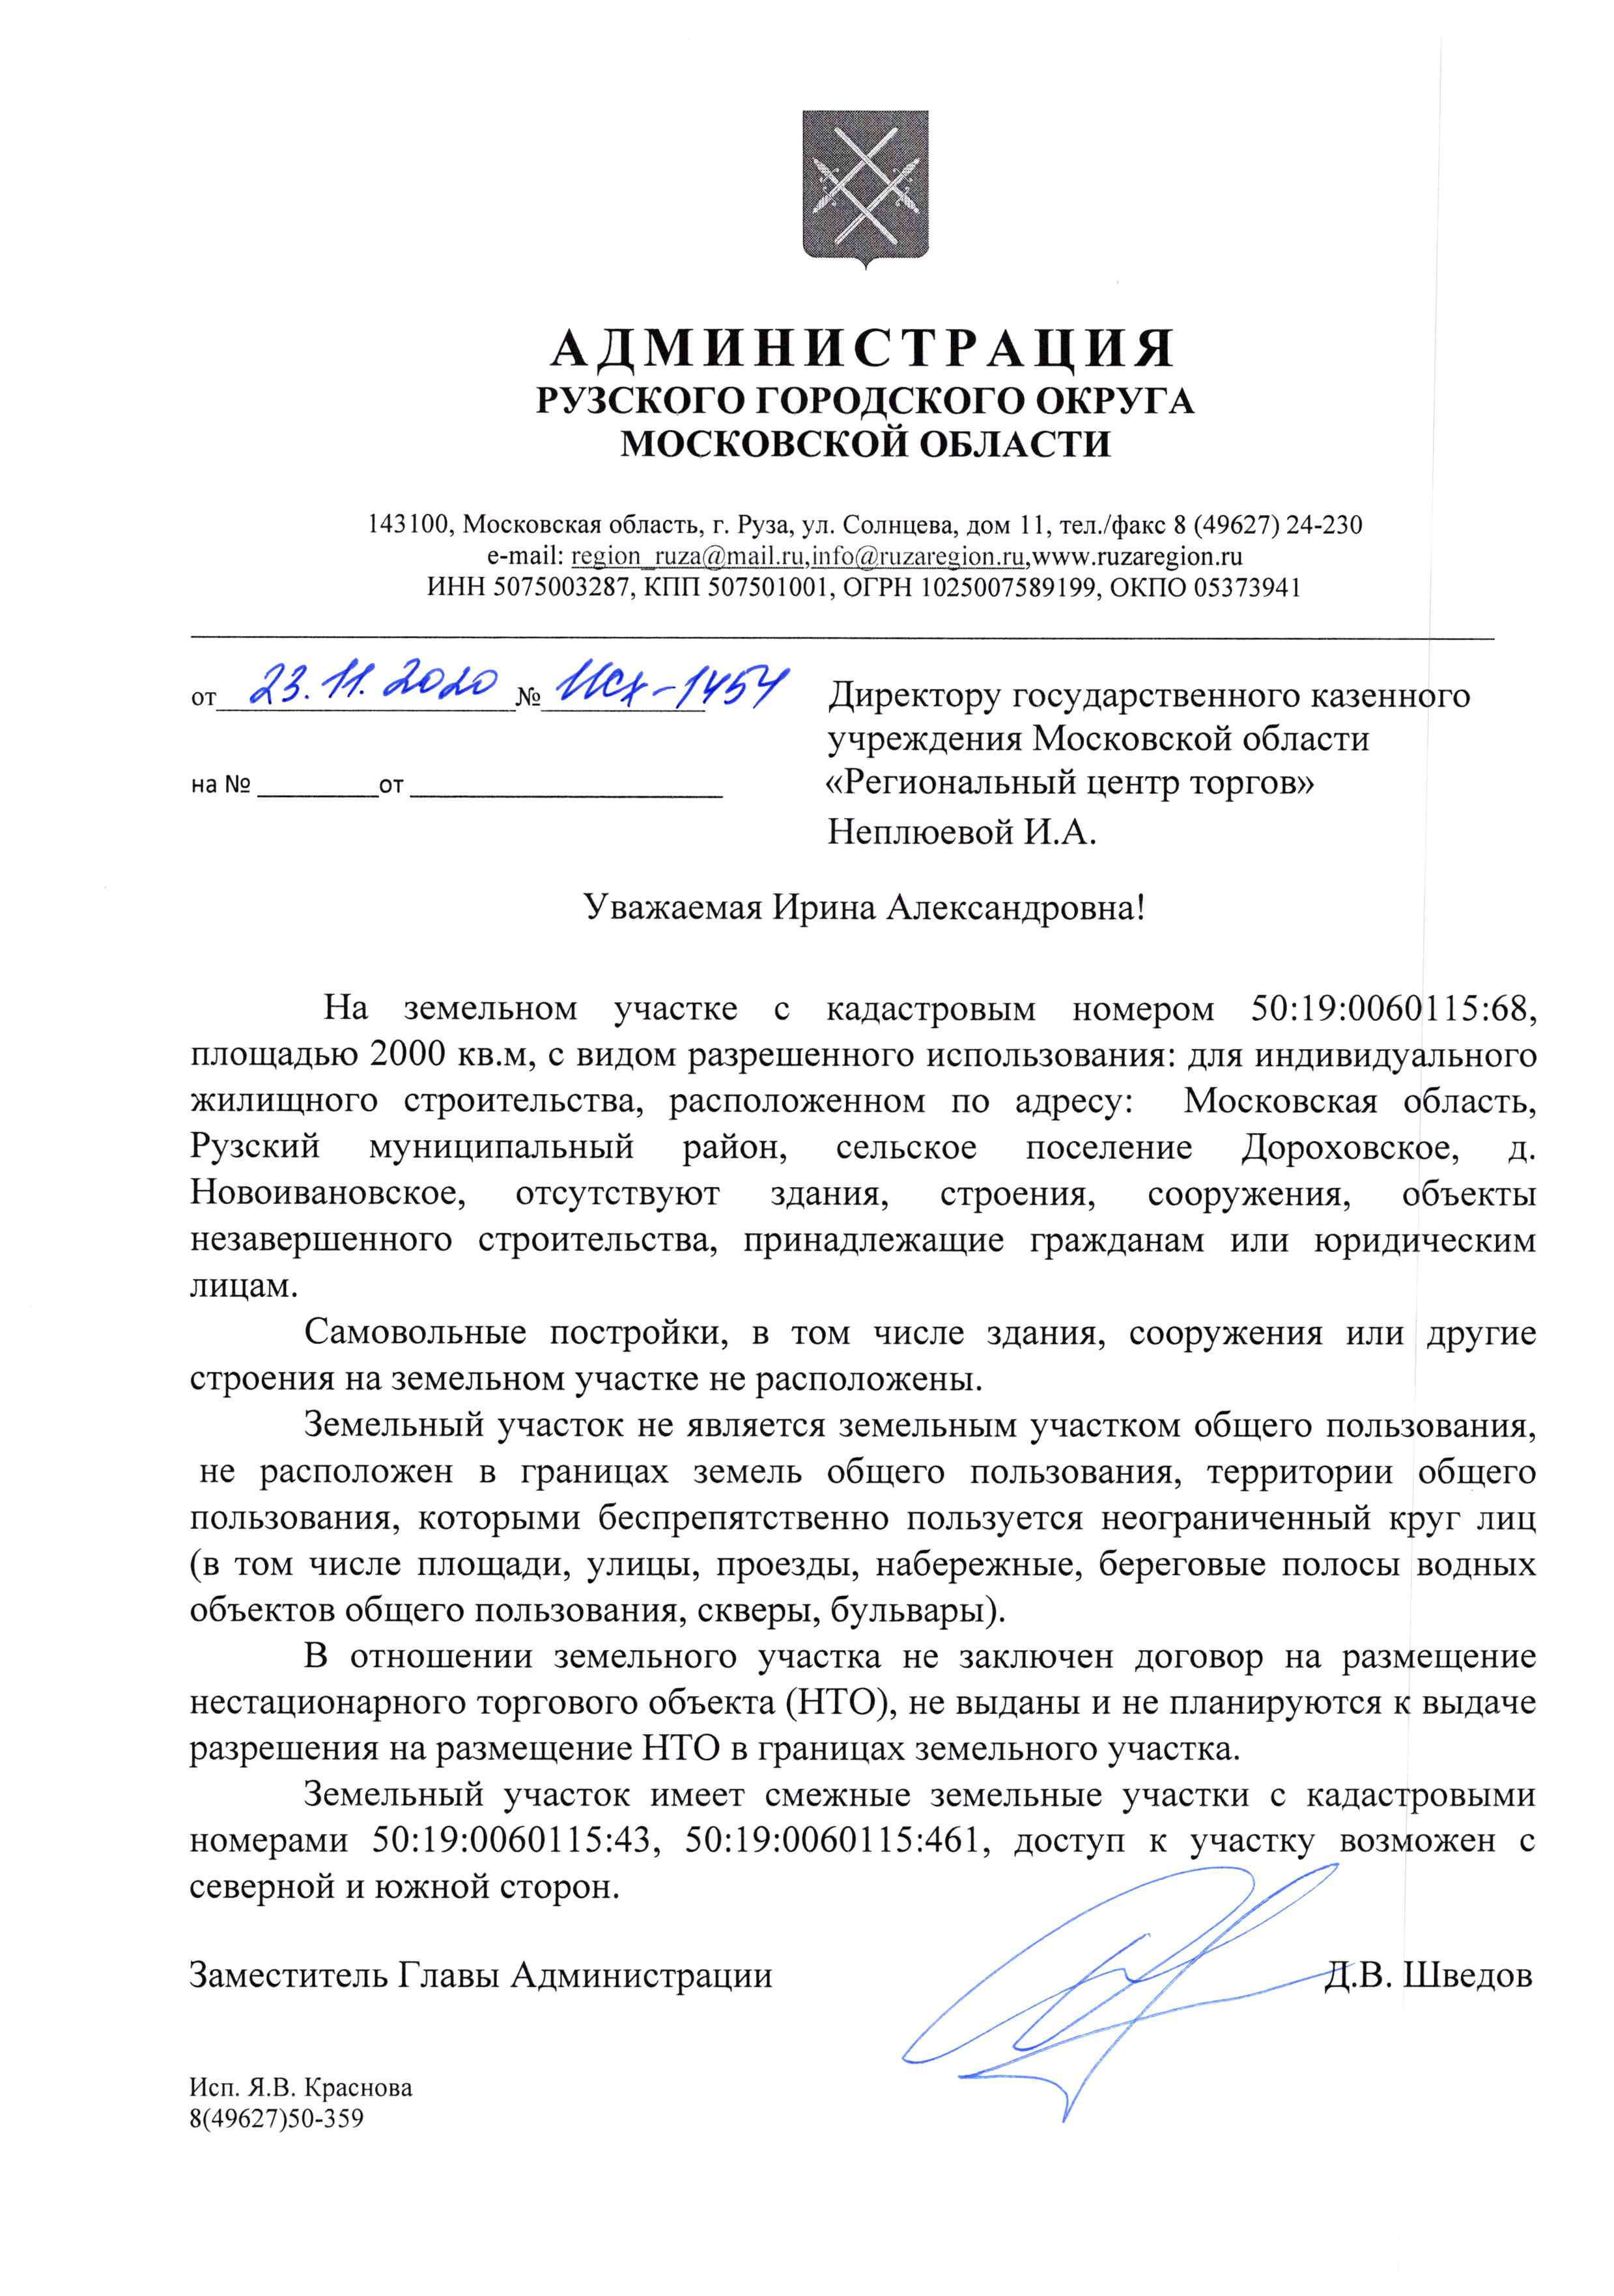 АДМИНИСТРАЦИЯ
РУЗСКОГО ГОРОДСКОГО ОКРУГА
МОСКОВСКОЙ ОБЛАСТИ
143100, Московская область, г. Руза, ул. Солнцева, дом 11, тел./факс 8 (49627) 24-230
e-mail: region_ruza@mail.ru,info@ruzaregion.ru,www.ruzaregion.ru
ИНН 5075003287, КПП 507501001, ОГРН 1025007589199, ОКПО 05373941
от 23.11.2020 № Исх-1454
на № ________от ________
Директору государственного казенного
учреждения Московской области
«Региональный центр торгов»
Неплюевой И.А.
Уважаемая Ирина Александровна!
На земельном участке с кадастровым номером 50:19:0060115:68,
площадью 2000 кв.м, с видом разрешенного использования: для индивидуального
жилищного строительства, расположенном по адресу: Московская область,
Рузский муниципальный район, сельское поселение Дороховское, д.
Новоивановское, отсутствуют здания, строения, сооружения, объекты
незавершенного строительства, принадлежащие гражданам или юридическим
лицам.
Самовольные постройки, в том числе здания, сооружения или другие
строения на земельном участке не расположены.
Земельный участок не является земельным участком общего пользования,
не расположен в границах земель общего пользования, территории общего
пользования, которыми беспрепятственно пользуется неограниченный круг лиц
(в том числе площади, улицы, проезды, набережные, береговые полосы водных
объектов общего пользования, скверы, бульвары).
В отношении земельного участка не заключен договор на размещение
нестационарного торгового объекта (НТО), не выданы и не планируются к выдаче
разрешения на размещение НТО в границах земельного участка.
Земельный участок имеет смежные земельные участки с кадастровыми
номерами 50:19:0060115:43, 50:19:0060115:461, доступ к участку возможен с
северной и южной сторон.
Заместитель Главы Администрации Д.В. Шведов
Исп. Я.В. Краснова
8(49627)50-359